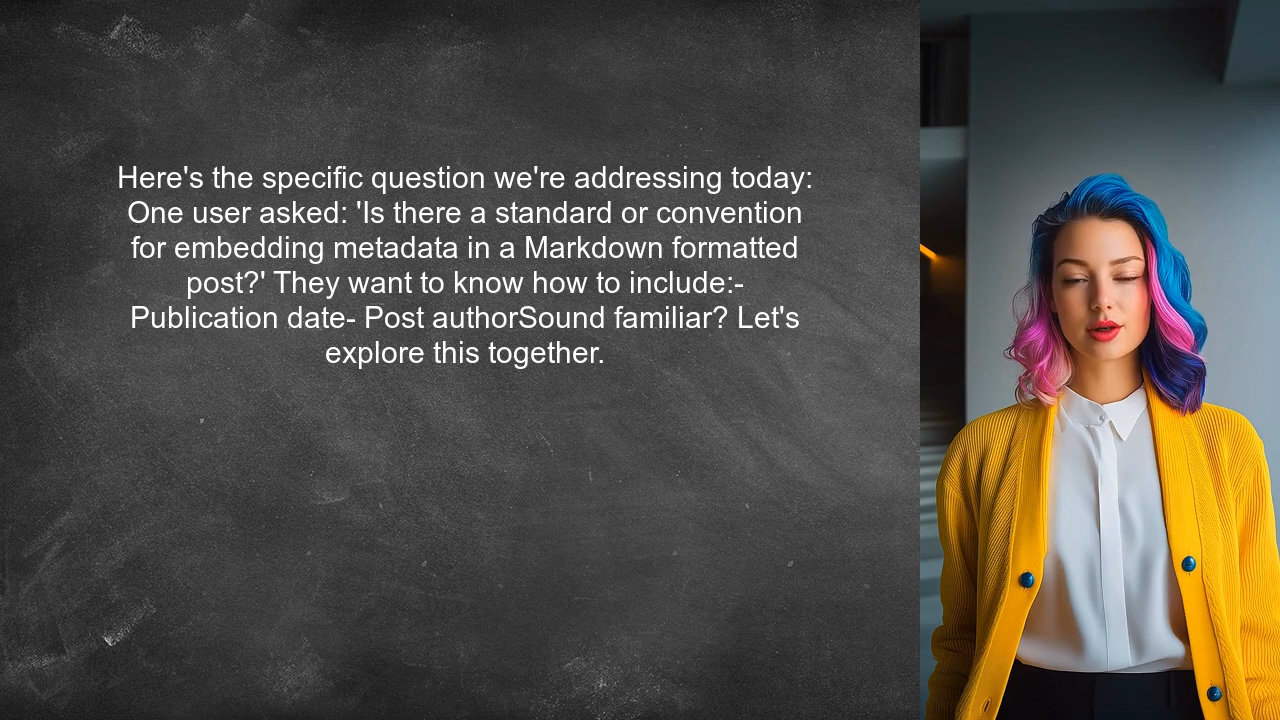 Here's the specific question we're addressing today:
One user asked: 'Is there a standard or convention
for embedding metadata in a Markdown formatted
post?' They want to know how to include:-
Publication date- Post authorSound familiar? Let's
explore this together.